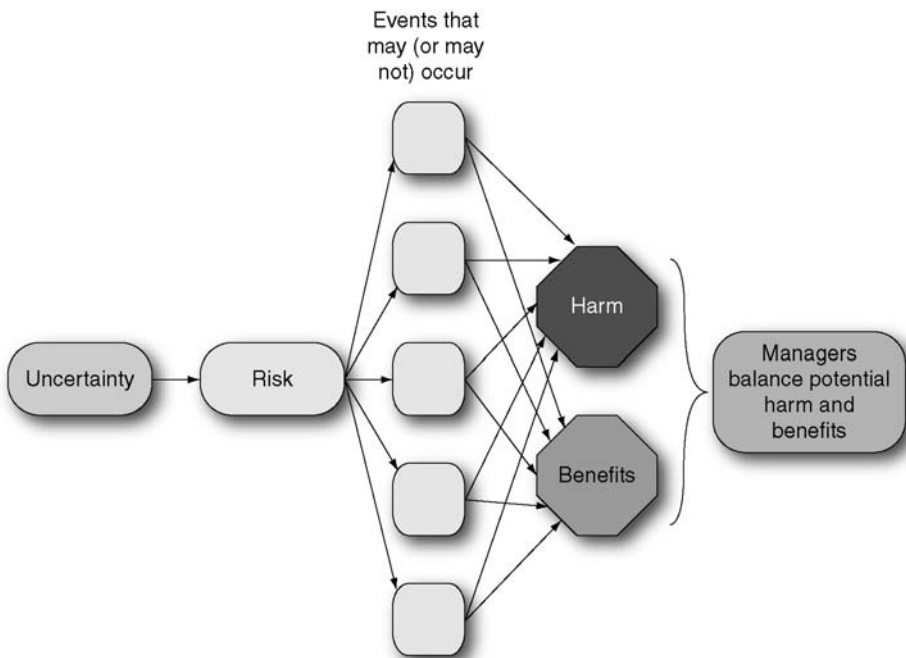 Events that
may (or may
not) occur
Harm
Uncertainty
Risk
Managers
balance potential
harm and
benefits
Benefits